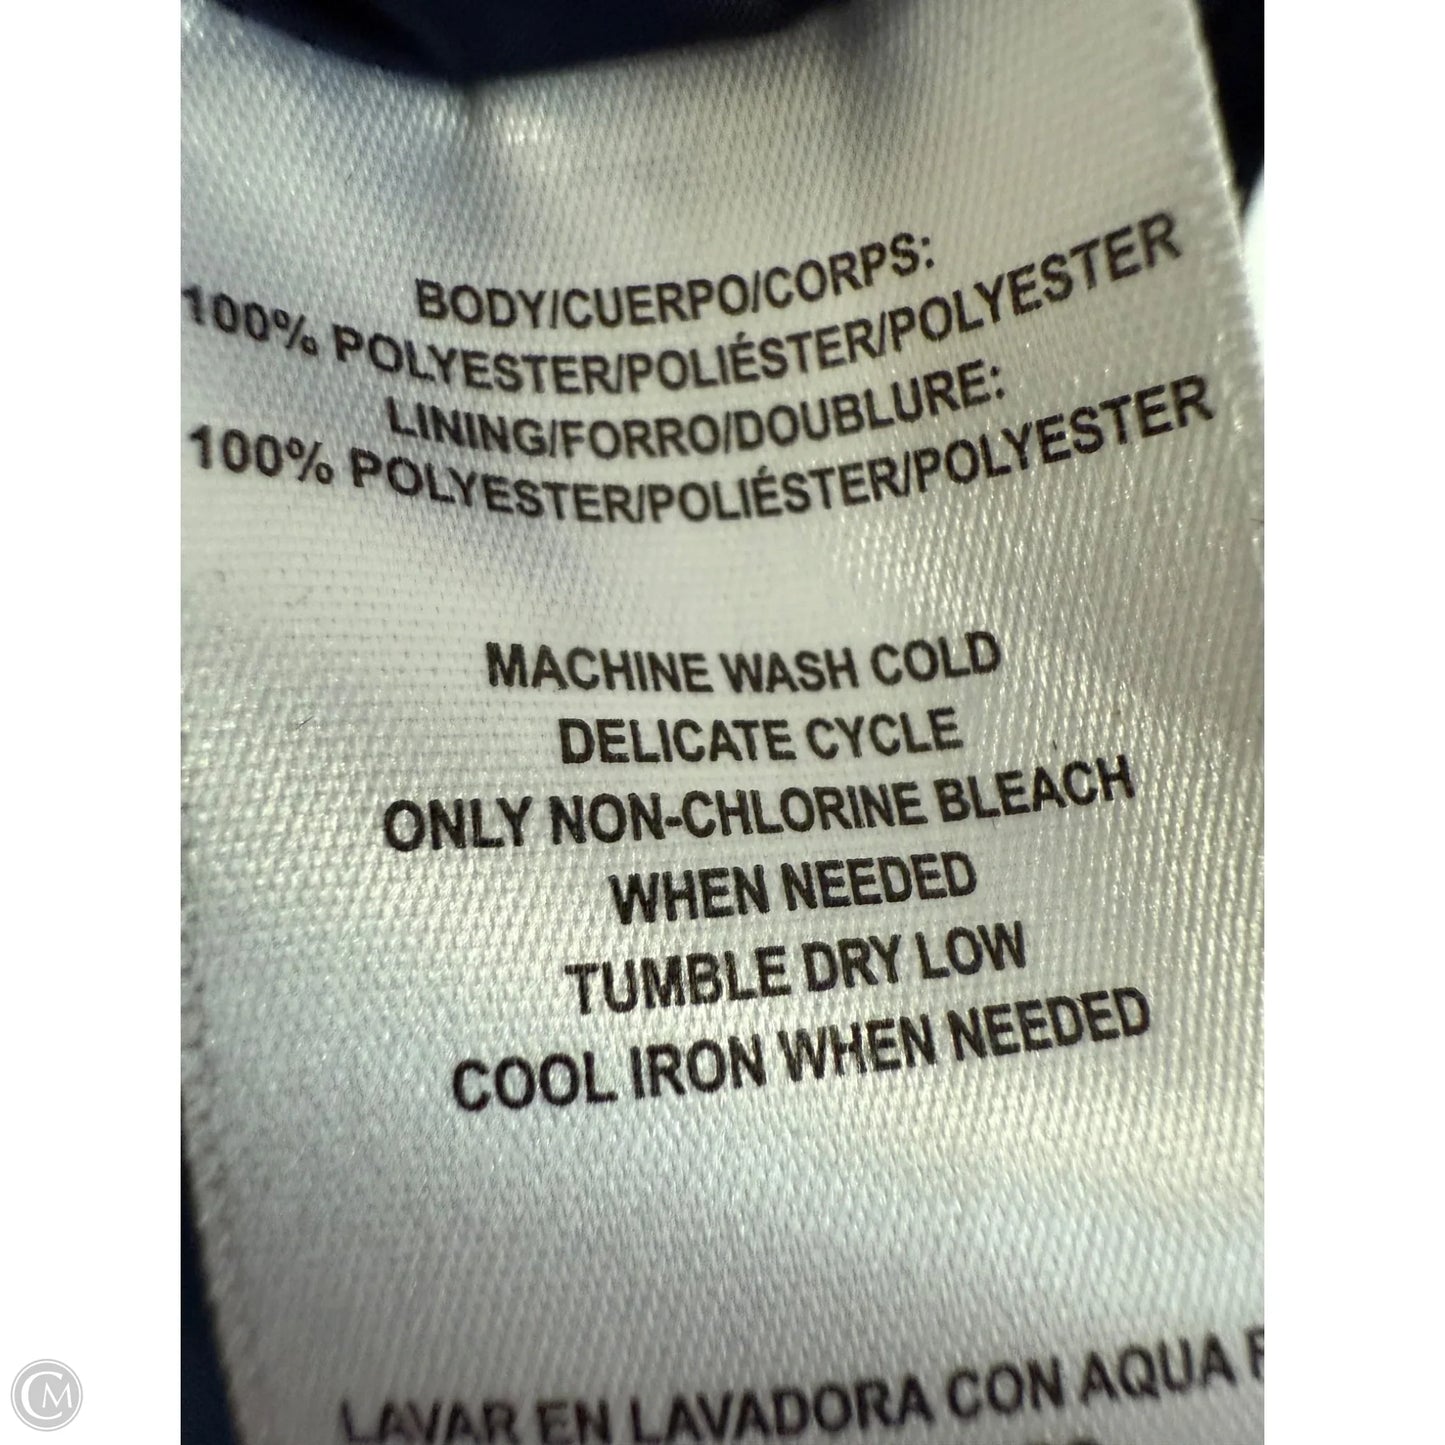 BODY/CUERPO/CORPS:
100% POLYESTER/POLIÉSTER/POLYESTER
LINING/FORRO/DOUBLURE:
100% POLYESTER/POLIÉSTER/POLYESTER
MACHINE WASH COLD
DELICATE CYCLE
ONLY NON-CHLORINE BLEACH
WHEN NEEDED
TUMBLE DRY LOW
COOL IRON WHEN NEEDED
LAVAR EN LAVADORA CON AQUA
CM